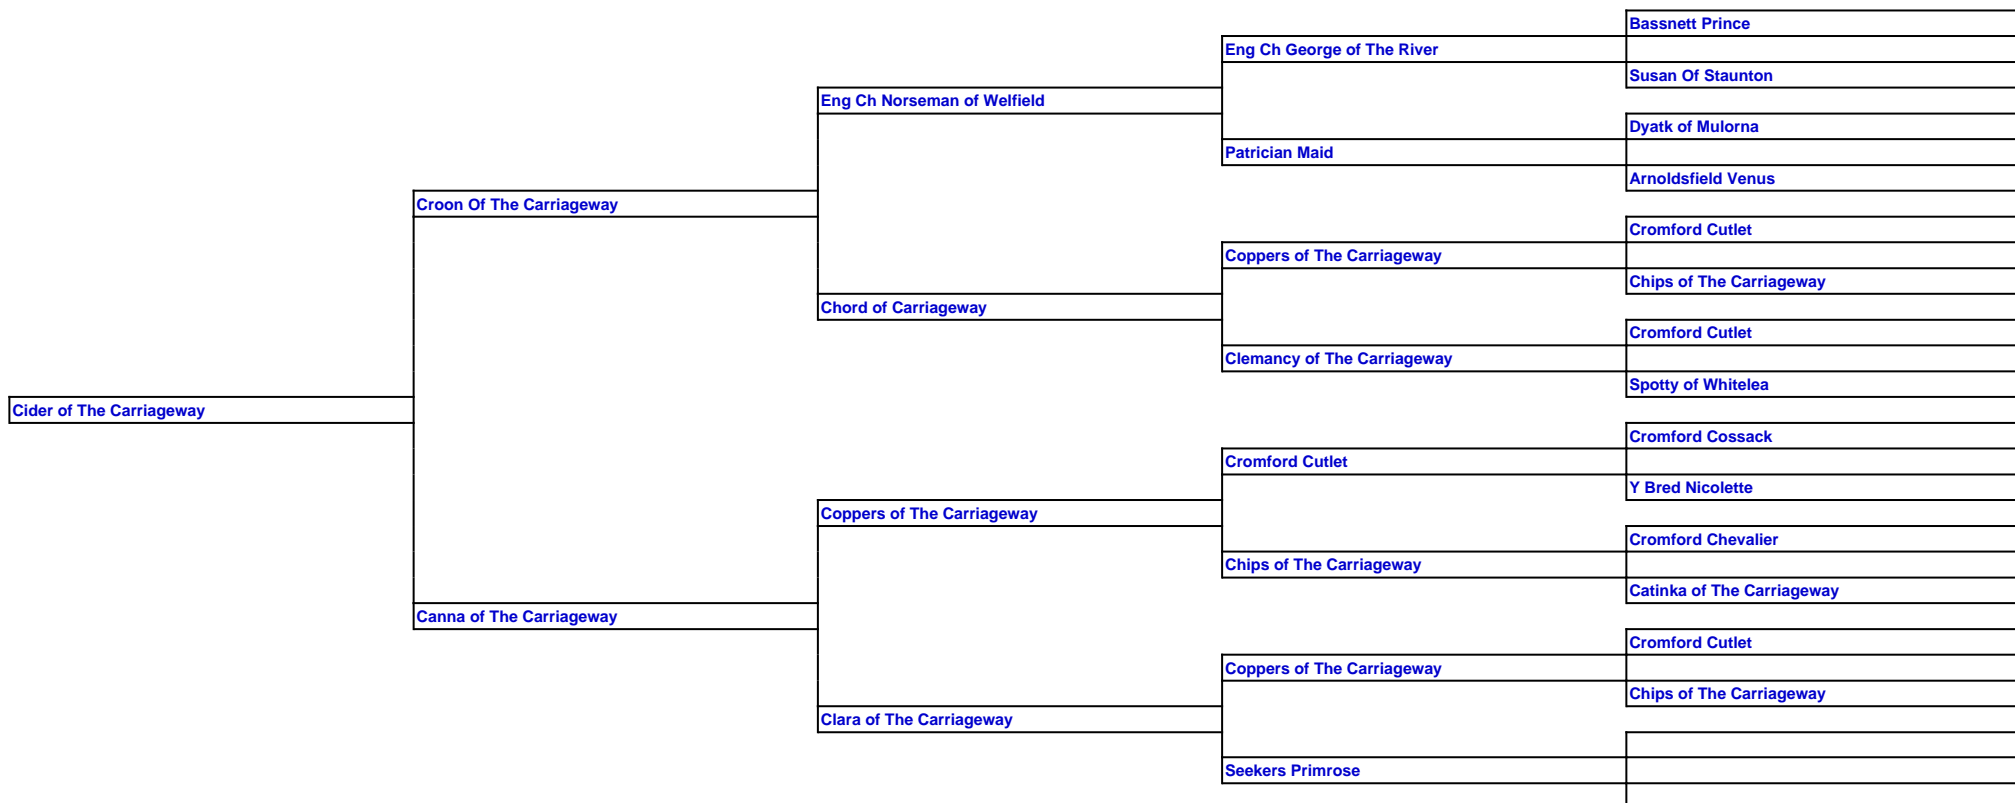 Bassnett Prince
Eng Ch George of The River
Susan Of Staunton
Eng Ch Norseman of Welfield
Dyatk of Mulorna
Patrician Maid
Arnoldsfield Venus
Croon Of The Carriageway
Cromford Cutlet
Coppers of The Carriageway
Chips of The Carriageway
Chord of Carriageway
Cromford Cutlet
Clemancy of The Carriageway
Spotty of Whitelea
Cider of The Carriageway
Cromford Cossack
Cromford Cutlet
Y Bred Nicolette
Coppers of The Carriageway
Cromford Chevalier
Chips of The Carriageway
Catinka of The Carriageway
Canna of The Carriageway
Cromford Cutlet
Coppers of The Carriageway
Chips of The Carriageway
Clara of The Carriageway
Seekers Primrose